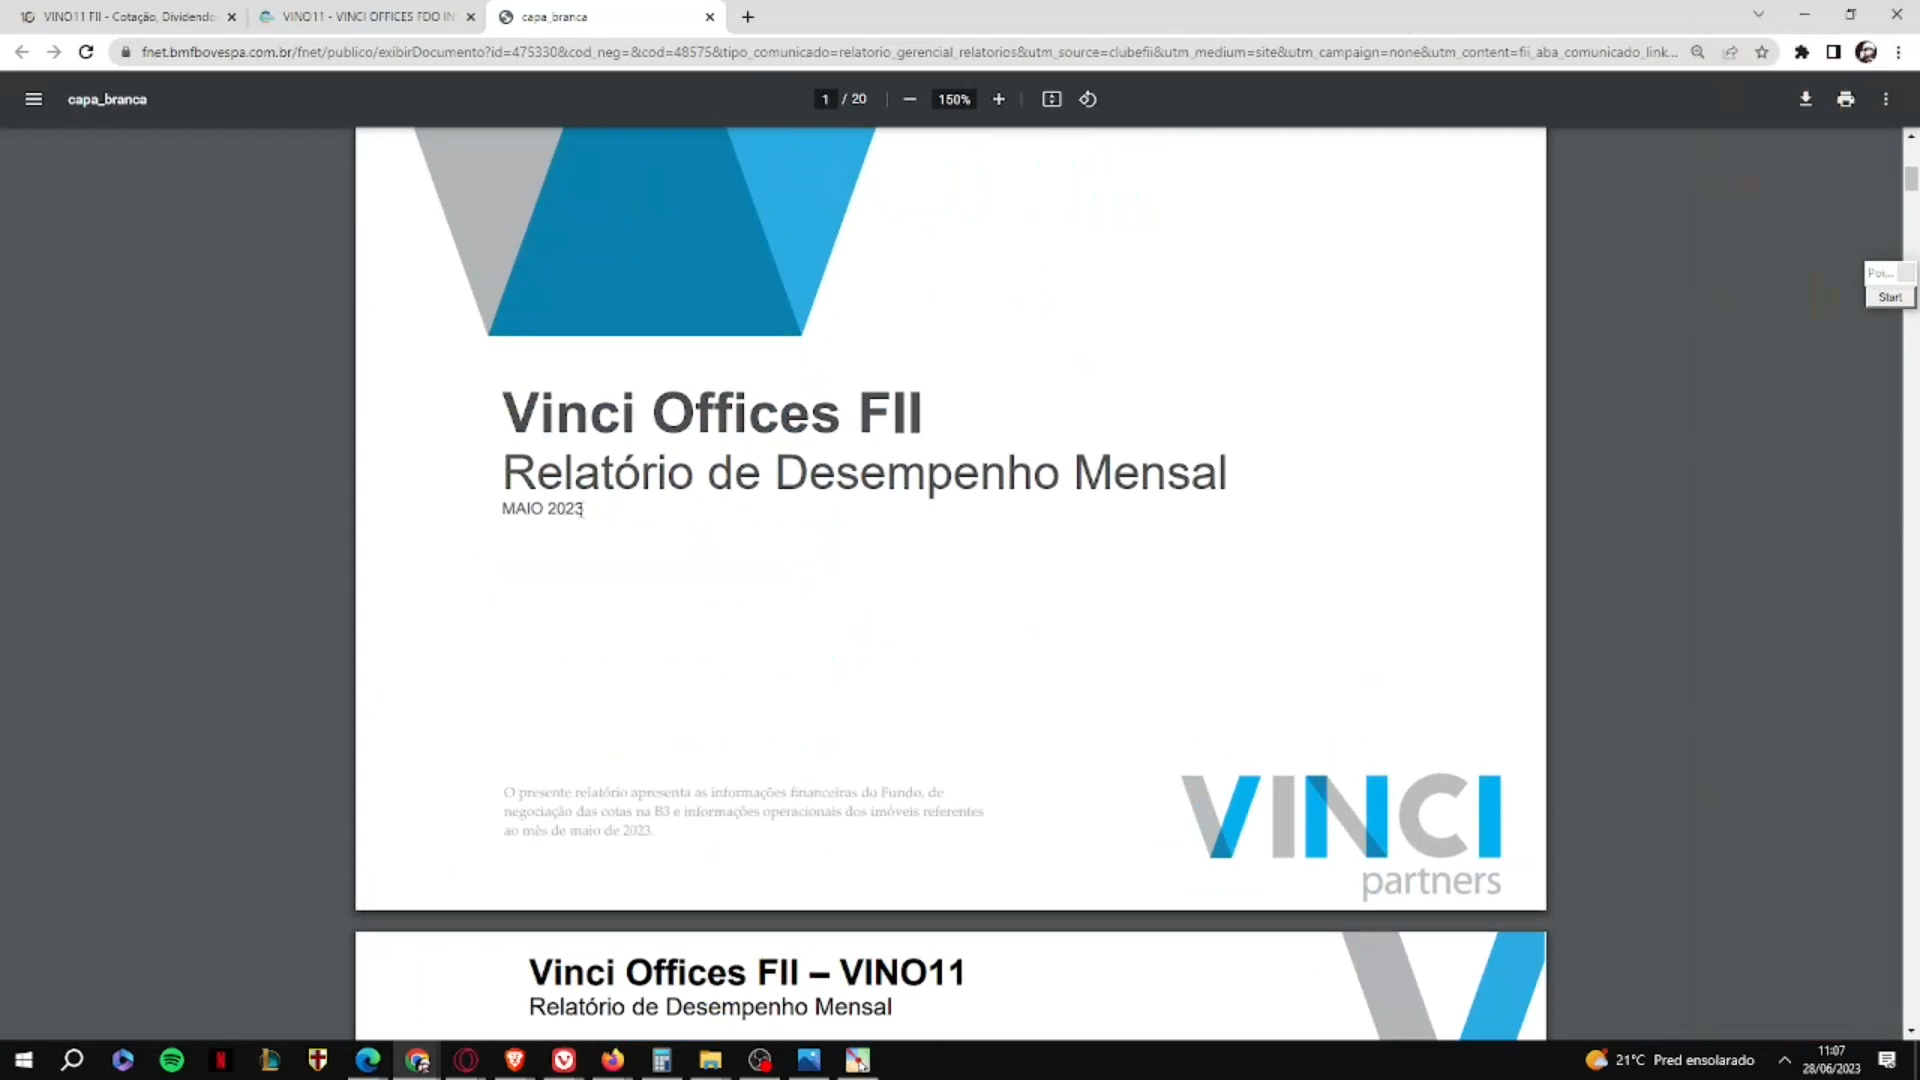 VINO11 FII - Cotação, Dividendo
VINO11 - VINCI OFFICES FDO IN
capa_branca
fnet.bmfbovespa.com.br/fnet/publico/exibirDocumento?id=475330&cod_neg=&cod=48575&tipo_comunicado=relatorio_gerencial_relatorios&utm_source=clubefii&utm_medium=site&utm_campaign=none&utm_content=fii_aba_comunicado_link...
capa_branca
1 / 20
150%
Poi...
Start
Vinci Offices FII
Relatório de Desempenho Mensal
MAIO 2023
O presente relatório apresenta as informações financeiras do Fundo, de
negociação das cotas na B3 e informações operacionais dos imóveis referentes
ao mês de maio de 2023.
VINCI
partners
Vinci Offices FII – VINO11
Relatório de Desempenho Mensal
21°C Pred ensolarado
11:07
28/06/2023